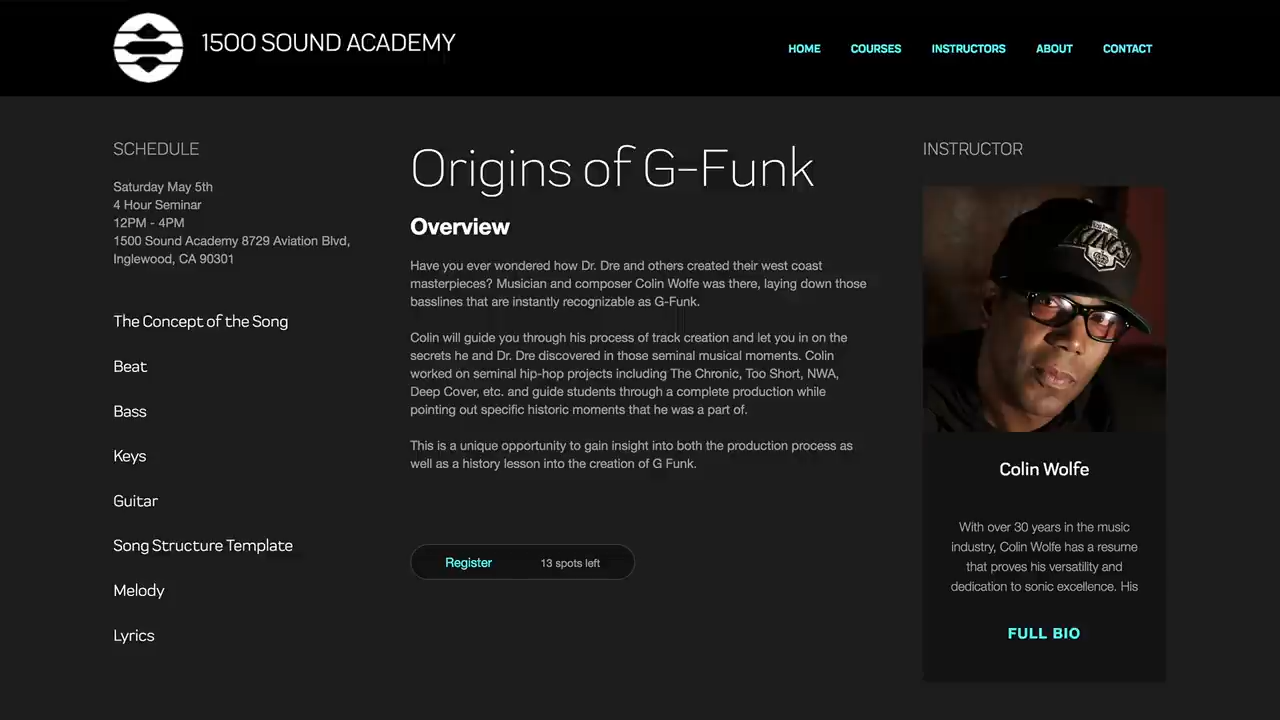 1500 SOUND ACADEMY
HOME
COURSES
INSTRUCTORS
ABOUT
CONTACT
SCHEDULE
Saturday May 5th
4 Hour Seminar
12PM - 4PM
1500 Sound Academy 8729 Aviation Blvd,
Inglewood, CA 90301
The Concept of the Song
Beat
Bass
Keys
Guitar
Song Structure Template
Melody
Lyrics
Origins of G-Funk
Overview
Have you ever wondered how Dr. Dre and others created their west coast
masterpieces? Musician and composer Colin Wolfe was there, laying down those
basslines that are instantly recognizable as G-Funk.
Colin will guide you through his process of track creation and let you in on the
secrets he and Dr. Dre discovered in those seminal musical moments. Colin
worked on seminal hip-hop projects including The Chronic, Too Short, NWA,
Deep Cover, etc. and guide students through a complete production while
pointing out specific historic moments that he was a part of.
This is a unique opportunity to gain insight into both the production process as
well as a history lesson into the creation of G Funk.
Register
13 spots left
INSTRUCTOR
KINGS
Colin Wolfe
With over 30 years in the music
industry, Colin Wolfe has a resume
that proves his versatility and
dedication to sonic excellence. His
FULL BIO